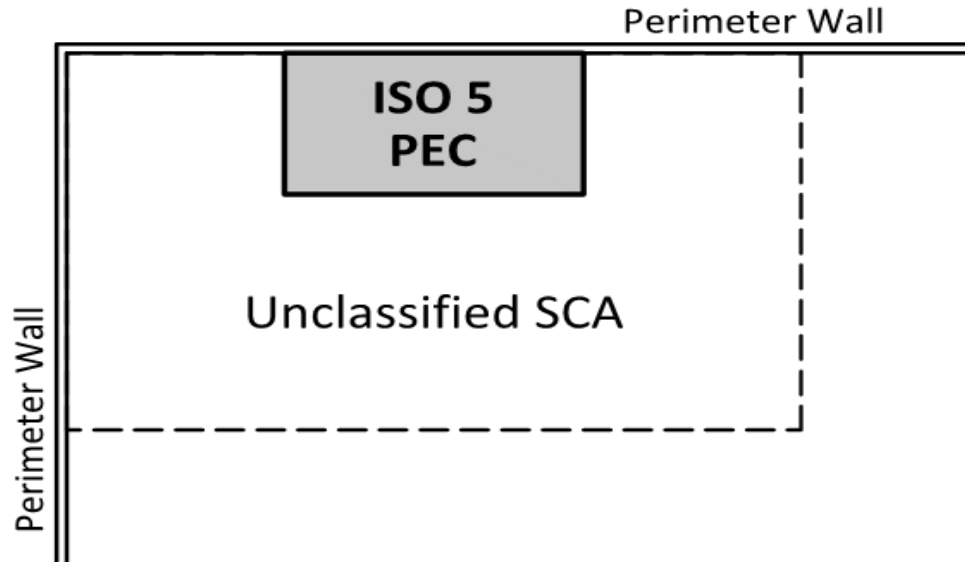 Perimeter Wall
ISO 5
PEC
Unclassified SCA
Perimeter Wall